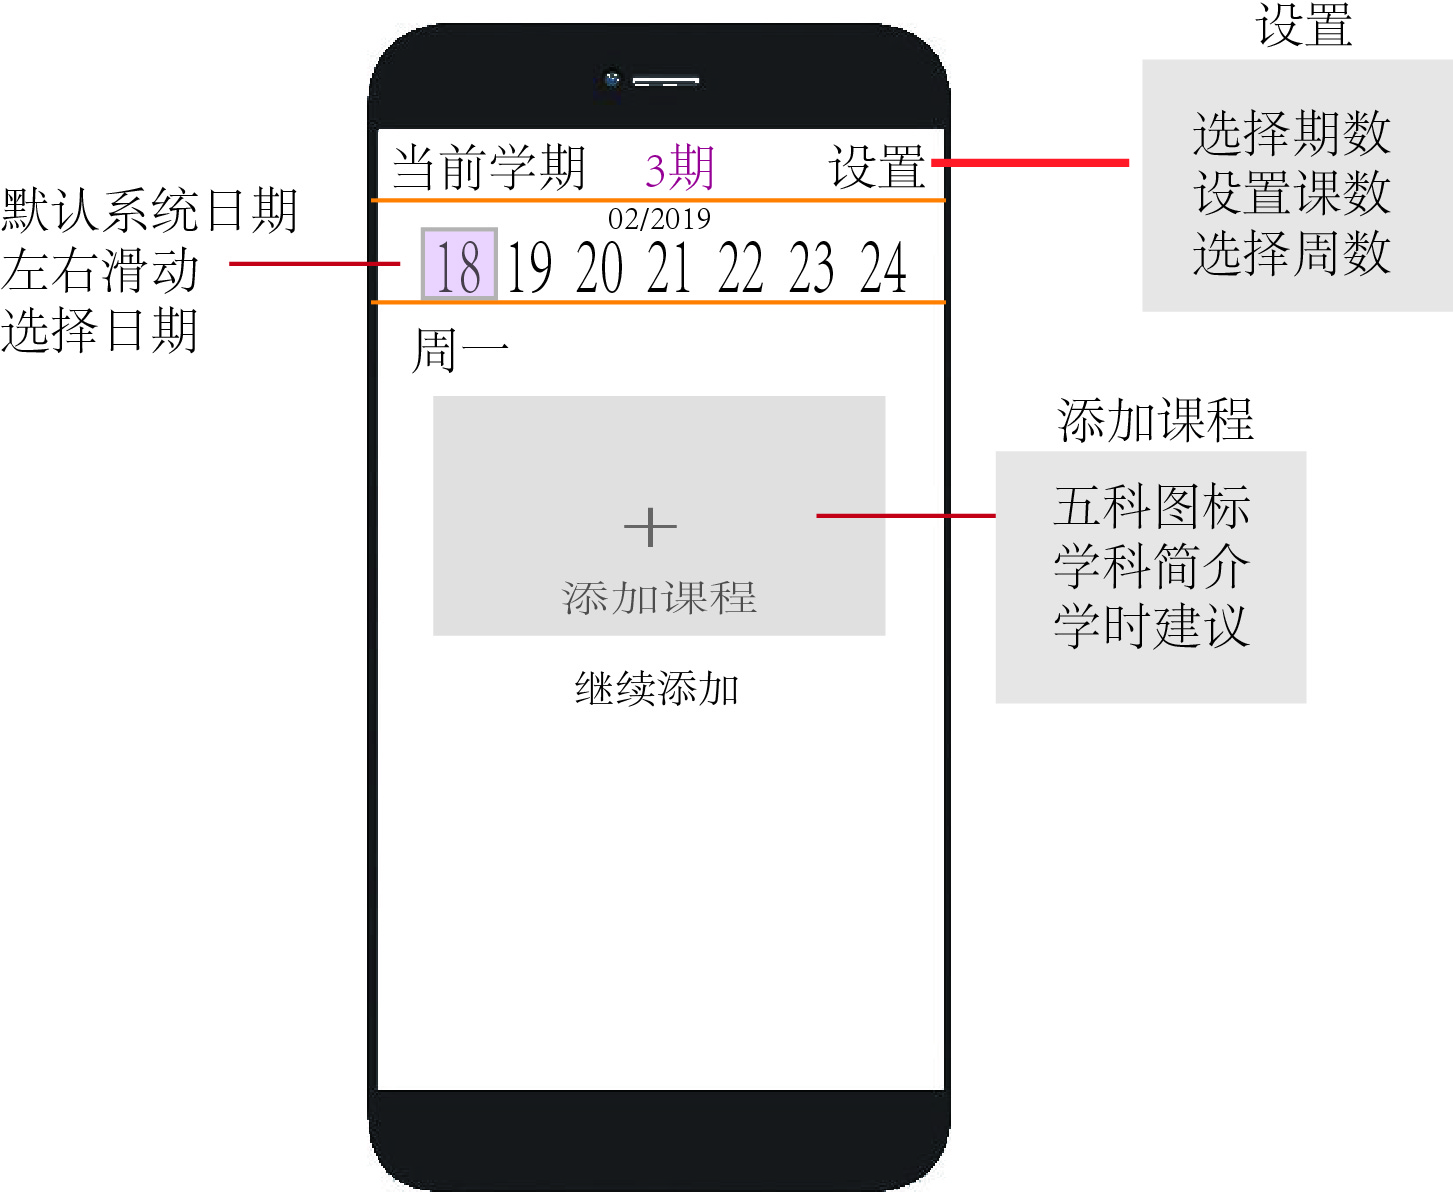 设置
选择期数
设置课数
选择周数
当前学期 3期 设置
默认系统日期
左右滑动
选择日期
02/2019
18 19 20 21 22 23 24
周一
添加课程
五科图标
学科简介
学时建议
添加课程
继续添加